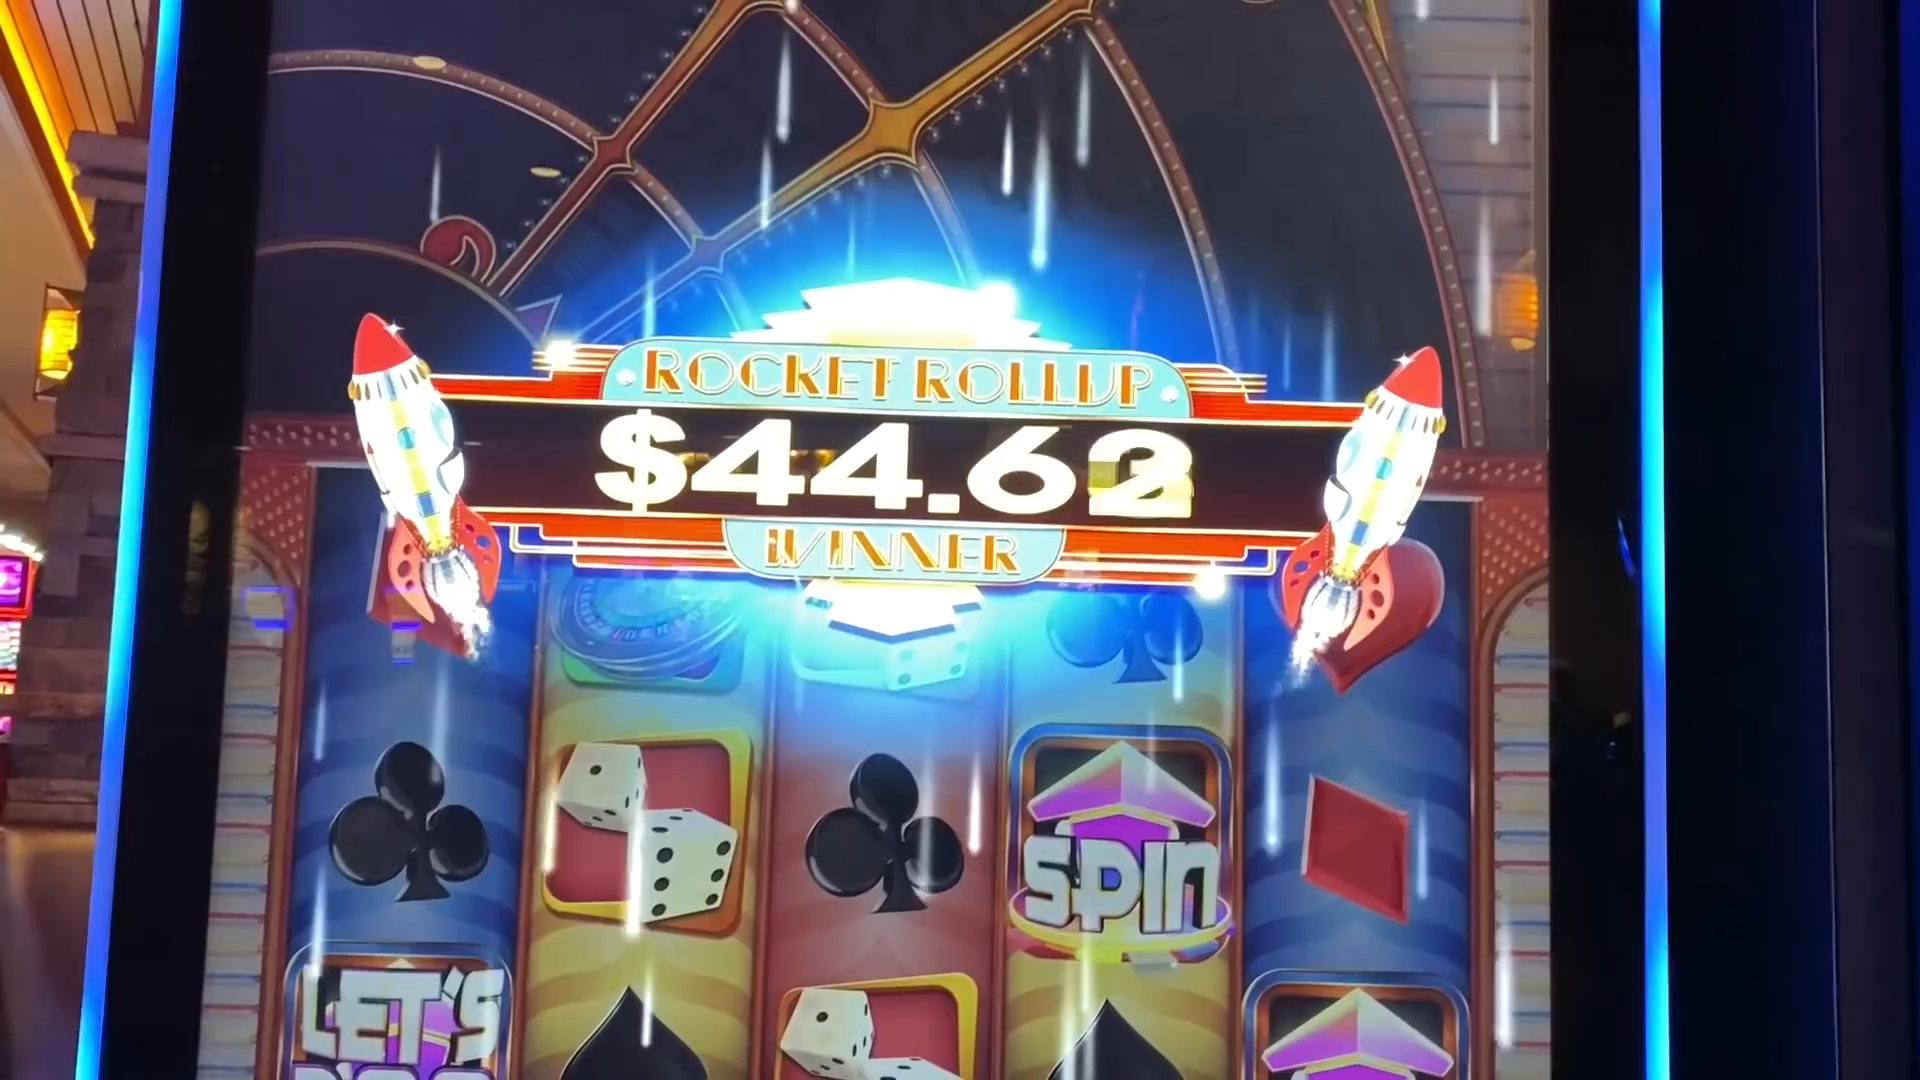 ROCKET ROLLUP
$44.62
WINNER
SPIN
LET'S